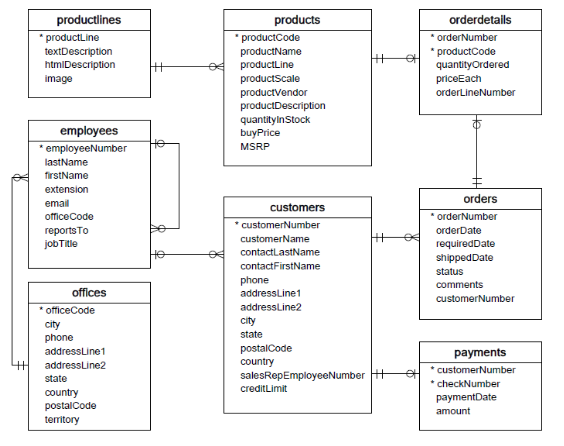 productlines
* productLine
textDescription
htmlDescription
image
products
* productCode
productName
productLine
productScale
productVendor
productDescription
quantityInStock
buyPrice
MSRP
orderdetails
* orderNumber
* productCode
quantityOrdered
priceEach
orderLineNumber
employees
* employeeNumber
lastName
firstName
extension
email
officeCode
reportsTo
jobTitle
customers
* customerNumber
customerName
contactLastName
contactFirstName
phone
addressLine1
addressLine2
city
state
postalCode
country
salesRepEmployeeNumber
creditLimit
orders
* orderNumber
orderDate
requiredDate
shippedDate
status
comments
customerNumber
offices
* officeCode
city
phone
addressLine1
addressLine2
state
country
postalCode
territory
payments
* customerNumber
* checkNumber
paymentDate
amount